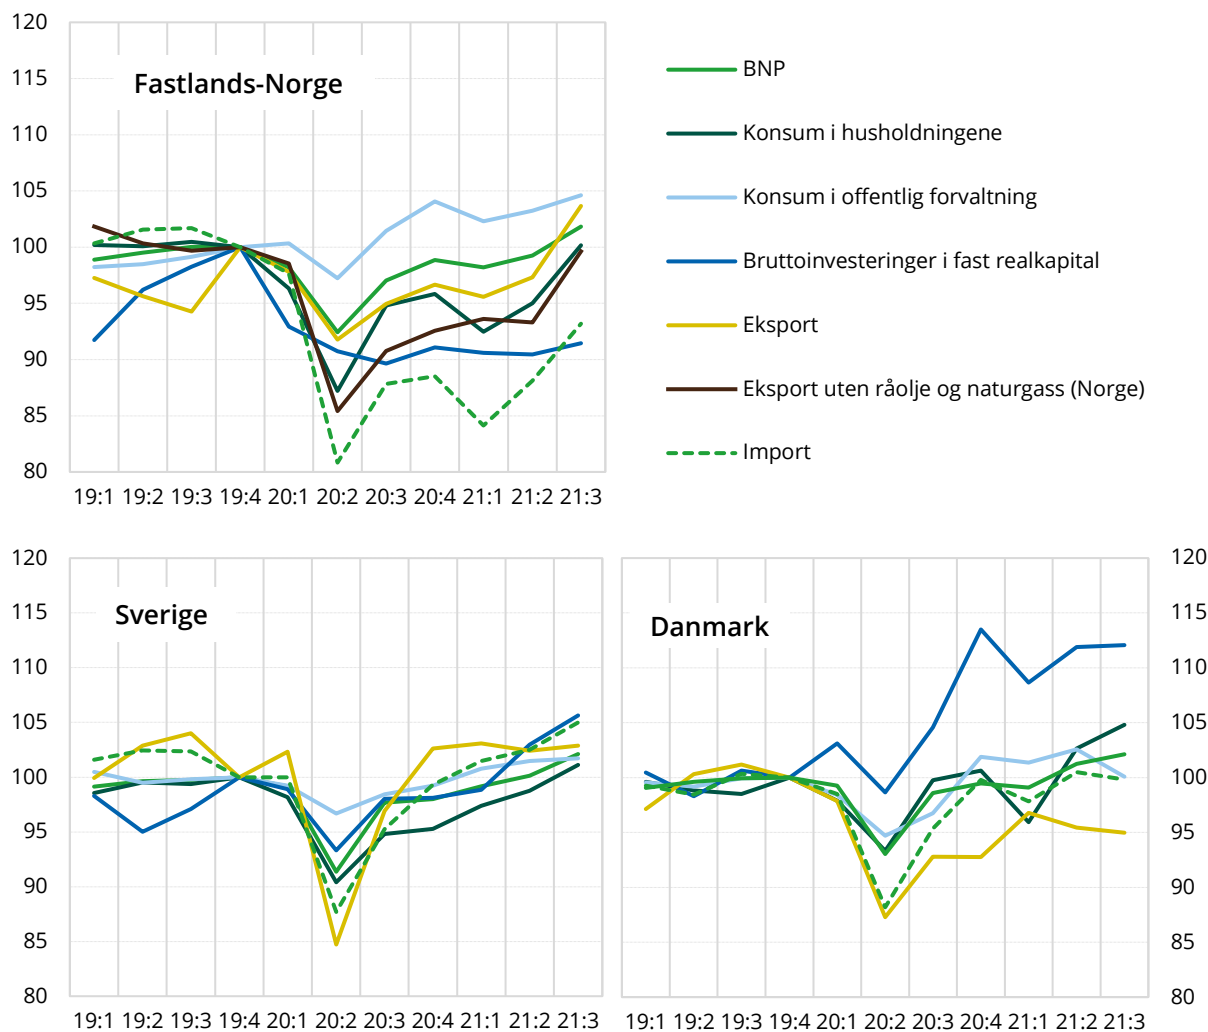 120
115
110
105
100
95
90
85
80
Fastlands-Norge
19:1 19:2 19:3 19:4 20:1 20:2 20:3 20:4 21:1 21:2 21:3
BNP
Konsum i husholdningene
Konsum i offentlig forvaltning
Bruttoinvesteringer i fast realkapital
Eksport
Eksport uten råolje og naturgass (Norge)
Import
120
115
110
105
100
95
90
85
80
Sverige
19:1 19:2 19:3 19:4 20:1 20:2 20:3 20:4 21:1 21:2 21:3
Danmark
120
115
110
105
100
95
90
85
80
19:1 19:2 19:3 19:4 20:1 20:2 20:3 20:4 21:1 21:2 21:3